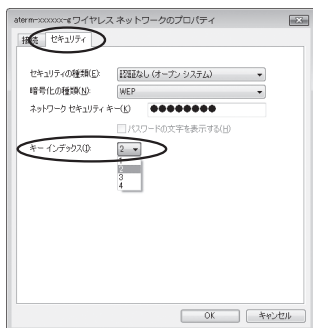 aterm-xxxxxx-gワイヤレス ネットワークのプロパティ
接続 セキュリティ
セキュリティの種類(E): 認証なし (オープン システム)
暗号化の種類(N): WEP
ネットワーク セキュリティ キー(K) ●●●●●●●●
パスワードの文字を表示する(H)
キー インデックス(I): 2
1
2
3
4
OK キャンセル